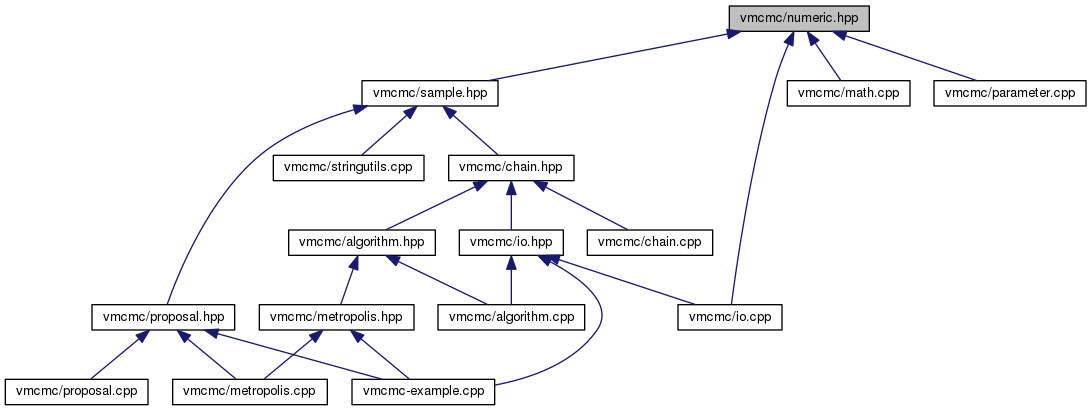 vmcmc/numeric.hpp
vmcmc/sample.hpp
vmcmc/math.cpp
vmcmc/parameter.cpp
vmcmc/stringutils.cpp
vmcmc/chain.hpp
vmcmc/algorithm.hpp
vmcmc/io.hpp
vmcmc/chain.cpp
vmcmc/proposal.hpp
vmcmc/metropolis.hpp
vmcmc/algorithm.cpp
vmcmc/io.cpp
vmcmc/proposal.cpp
vmcmc/metropolis.cpp
vmcmc-example.cpp